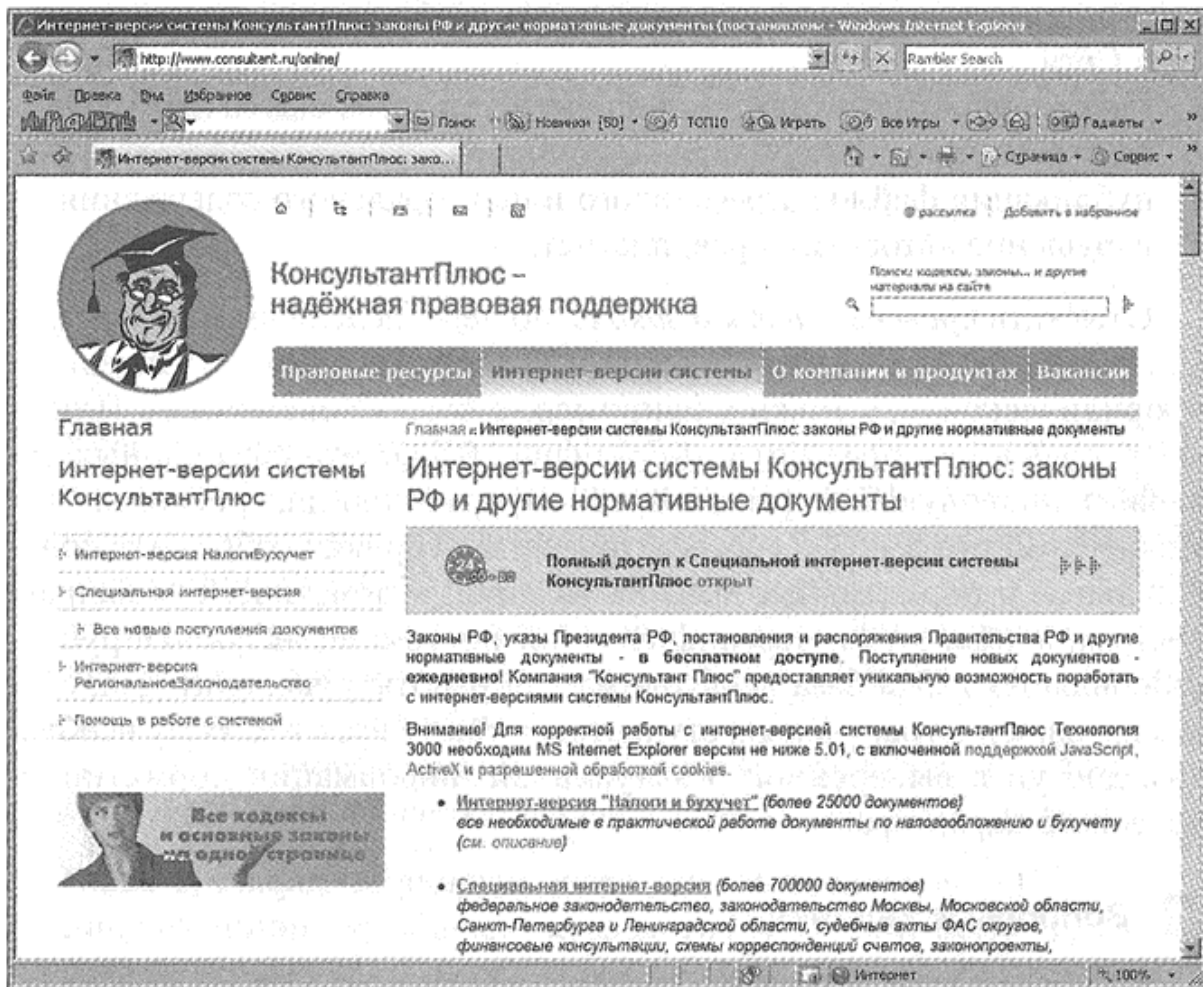 Интернет-версии системы КонсультантПлюс: законы РФ и другие нормативные документы (постановлени - Windows Internet Explorer
http://www.consultant.ru/online/
Rambler Search
Файл Правка Вид Избранное Сервис Справка
Поиск Новинки [50] ТОП10 Играть Все Игры Гаджеты
Интернет-версии системы КонсультантПлюс: зако...
Страница Сервис
@ рассылка Добавить в избранное
КонсультантПлюс –
надёжная правовая поддержка
Поиск: кодексы, законы... и другие
материалы на сайте
Правовые ресурсы Интернет-версии системы О компании и продуктах Вакансии
Главная
Интернет-версии системы
КонсультантПлюс
Интернет-версия НалогиБухучет
Специальная интернет-версия
Все новые поступления документов
Интернет-версия
РегиональноеЗаконодательство
Помощь в работе с системой
Все кодексы
и основные законы
на одной странице
Главная » Интернет-версии системы КонсультантПлюс: законы РФ и другие нормативные документы
Интернет-версии системы КонсультантПлюс: законы
РФ и другие нормативные документы
Полный доступ к Специальной интернет-версии системы
КонсультантПлюс открыт
Законы РФ, указы Президента РФ, постановления и распоряжения Правительства РФ и другие
нормативные документы - в бесплатном доступе. Поступление новых документов -
ежедневно! Компания "Консультант Плюс" предоставляет уникальную возможность поработать
с интернет-версиями системы КонсультантПлюс.
Внимание! Для корректной работы с интернет-версией системы КонсультантПлюс Технология
3000 необходим MS Internet Explorer версии не ниже 5.01, с включенной поддержкой JavaScript,
ActiveX и разрешенной обработкой cookies.
• Интернет-версия "Налоги и бухучет" (более 25000 документов)
все необходимые в практической работе документы по налогообложению и бухучету
(см. описание)
• Специальная интернет-версия (более 700000 документов)
федеральное законодательство, законодательство Москвы, Московской области,
Санкт-Петербурга и Ленинградской области, судебные акты ФАС округов,
финансовые консультации, схемы корреспонденций счетов, законопроекты,
Интернет
100%